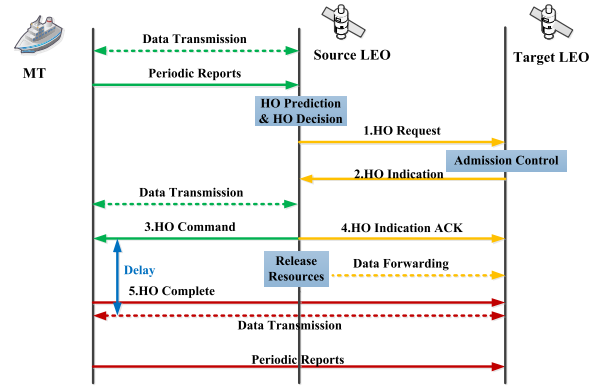 Data Transmission
Source LEO
Target LEO
MT
Periodic Reports
HO Prediction
& HO Decision
1.HO Request
Admission Control
2.HO Indication
Data Transmission
3.HO Command
4.HO Indication ACK
Release
Resources
Data Forwarding
Delay
5.HO Complete
Data Transmission
Periodic Reports